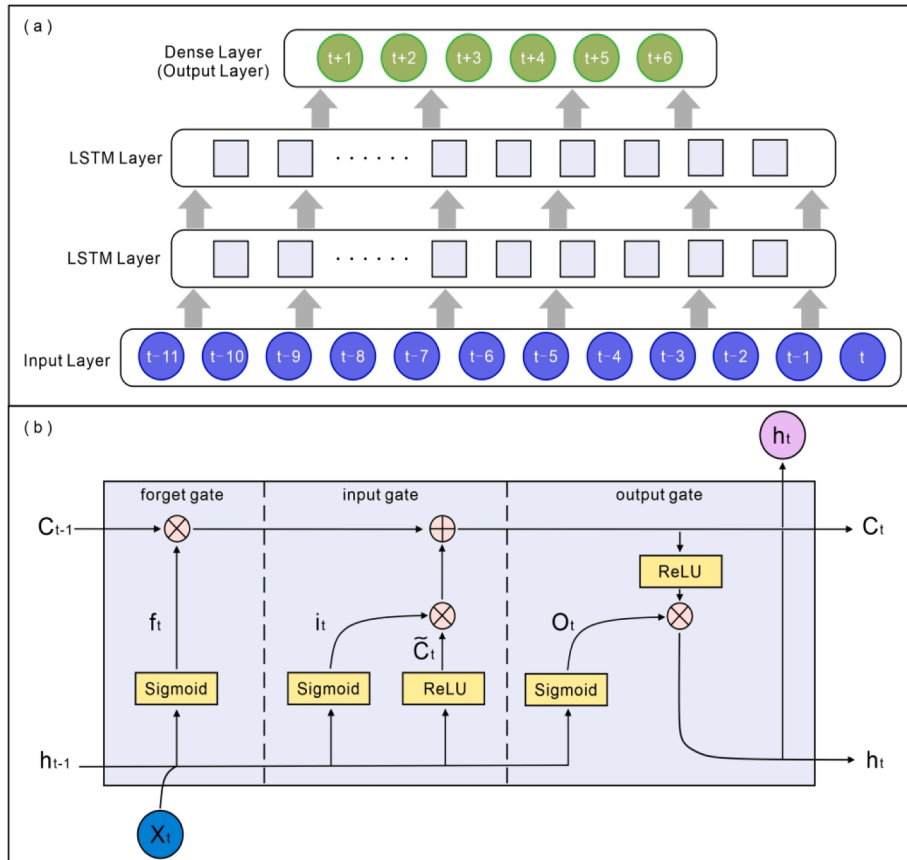 ( a )
Dense Layer
(Output Layer)
t+1 t+2 t+3 t+4 t+5 t+6
LSTM Layer
· · · · · ·
LSTM Layer
· · · · · ·
Input Layer
t-11 t-10 t-9 t-8 t-7 t-6 t-5 t-4 t-3 t-2 t-1 t
( b )
hₜ
forget gate input gate output gate
Cₜ₋₁ Cₜ
ReLU
fₜ iₜ C̃ₜ Oₜ
Sigmoid Sigmoid ReLU Sigmoid
hₜ₋₁ hₜ
Xₜ